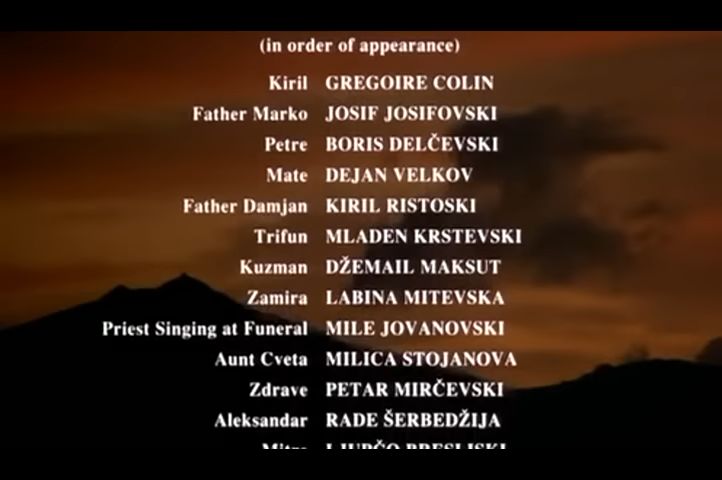 (in order of appearance)
Kiril GREGOIRE COLIN
Father Marko JOSIF JOSIFOVSKI
Petre BORIS DELČEVSKI
Mate DEJAN VELKOV
Father Damjan KIRIL RISTOSKI
Trifun MLADEN KRSTEVSKI
Kuzman DŽEMAIL MAKSUT
Zamira LABINA MITEVSKA
Priest Singing at Funeral MILE JOVANOVSKI
Aunt Cveta MILICA STOJANOVA
Zdrave PETAR MIRČEVSKI
Aleksandar RADE ŠERBEDŽIJA